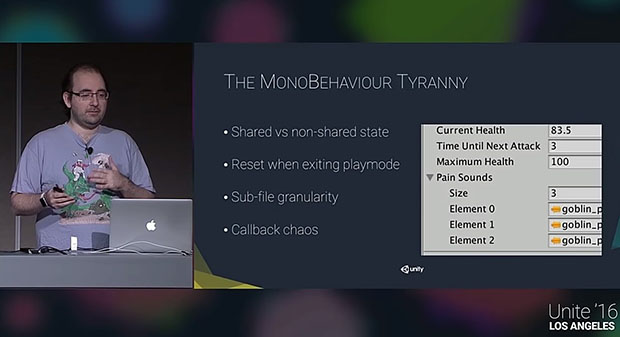 THE MONOBEHAVIOUR TYRANNY
• Shared vs non-shared state
• Reset when exiting playmode
• Sub-file granularity
• Callback chaos
Current Health 83.5
Time Until Next Attack 3
Maximum Health 100
Pain Sounds
Size 3
Element 0 goblin_p
Element 1 goblin_p
Element 2 goblin_p
unity
Unite '16
LOS ANGELES